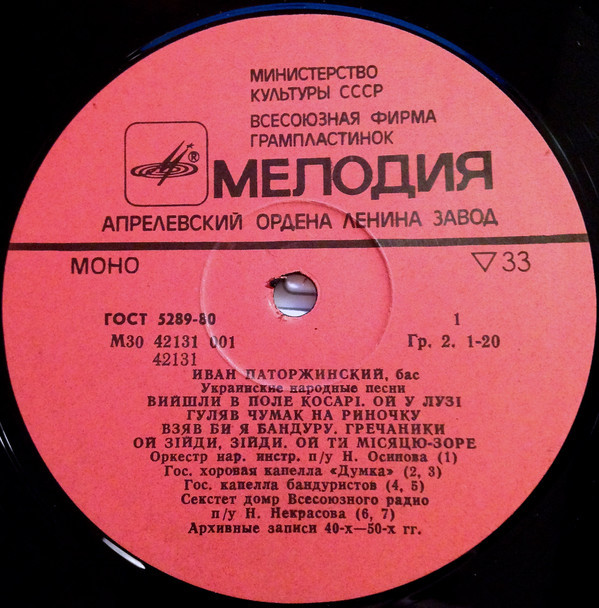 МИНИСТЕРСТВО
КУЛЬТУРЫ СССР
ВСЕСОЮЗНАЯ ФИРМА
ГРАМПЛАСТИНОК
®
МЕЛОДИЯ
АПРЕЛЕВСКИЙ ОРДЕНА ЛЕНИНА ЗАВОД
МОНО ▽33
ГОСТ 5289-80 1
М30 42131 001 Гр. 2. 1-20
42131
ИВАН ПАТОРЖИНСКИЙ, бас
Украинские народные песни
ВИЙШЛИ В ПОЛЕ КОСАРІ. ОЙ У ЛУЗІ
ГУЛЯВ ЧУМАК НА РИНОЧКУ
ВЗЯВ БИ Я БАНДУРУ. ГРЕЧАНИКИ
ОЙ ЗІЙДИ, ЗІЙДИ. ОЙ ТИ МІСЯЦЮ-ЗОРЕ
Оркестр нар. инстр. п/у Н. Осипова (1)
Гос. хоровая капелла «Думка» (2, 3)
Гос. капелла бандуристов (4, 5)
Секстет домр Всесоюзного радио
п/у Н. Некрасова (6, 7)
Архивные записи 40-х—50-х гг.